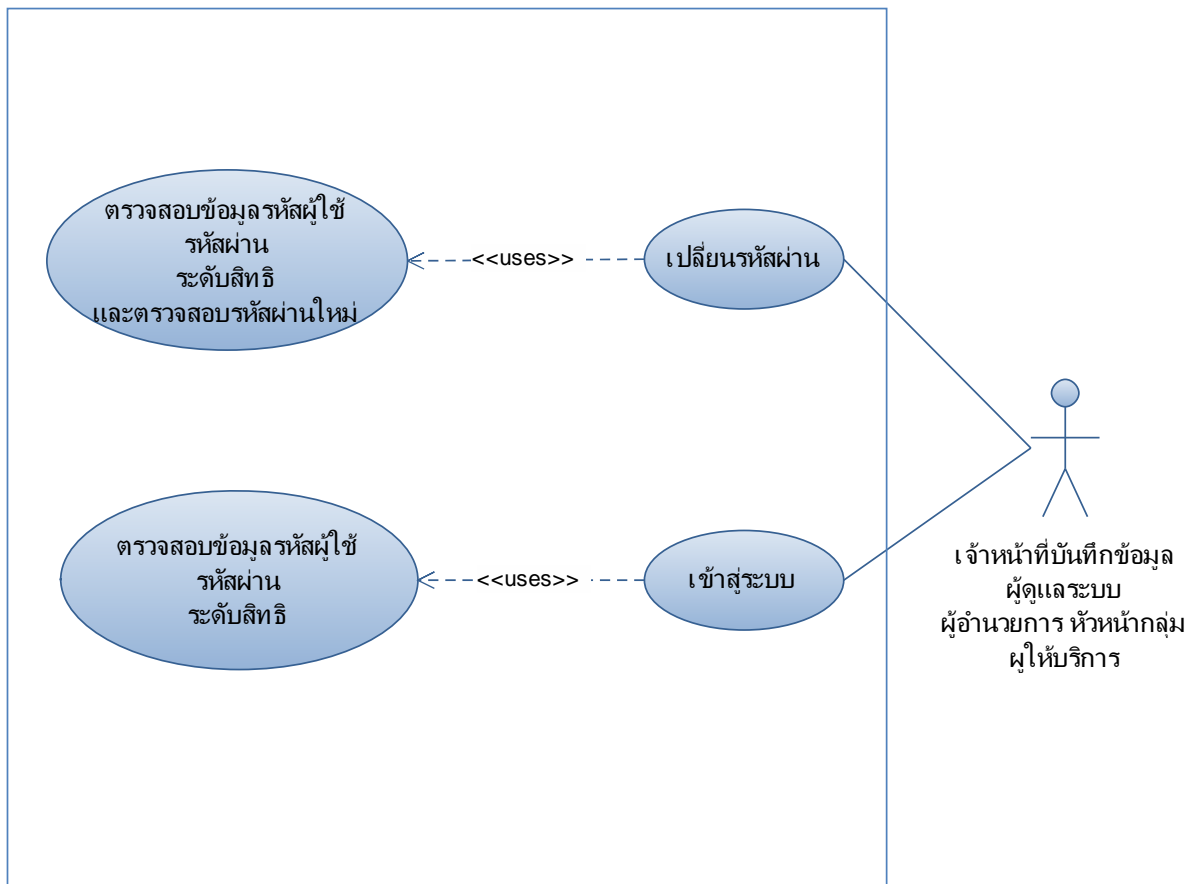 ตรวจสอบข้อมูลรหัสผู้ใช้
รหัสผ่าน
ระดับสิทธิ
และตรวจสอบรหัสผ่านใหม่
<<uses>>
เปลี่ยนรหัสผ่าน
ตรวจสอบข้อมูลรหัสผู้ใช้
รหัสผ่าน
ระดับสิทธิ
<<uses>>
เข้าสู่ระบบ
เจ้าหน้าที่บันทึกข้อมูล
ผู้ดูแลระบบ
ผู้อำนวยการ หัวหน้ากลุ่ม
ผูให้บริการ